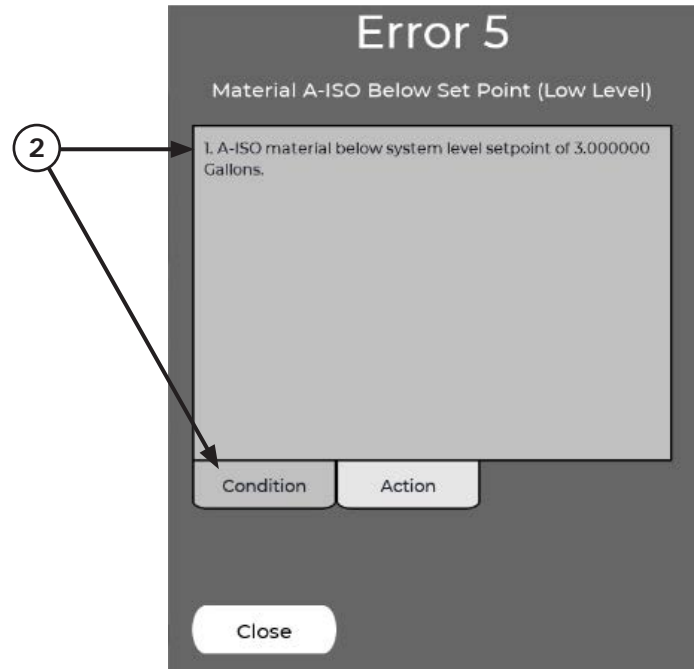 Error 5
Material A-ISO Below Set Point (Low Level)
2
1. A-ISO material below system level setpoint of 3.000000
Gallons.
Condition
Action
Close